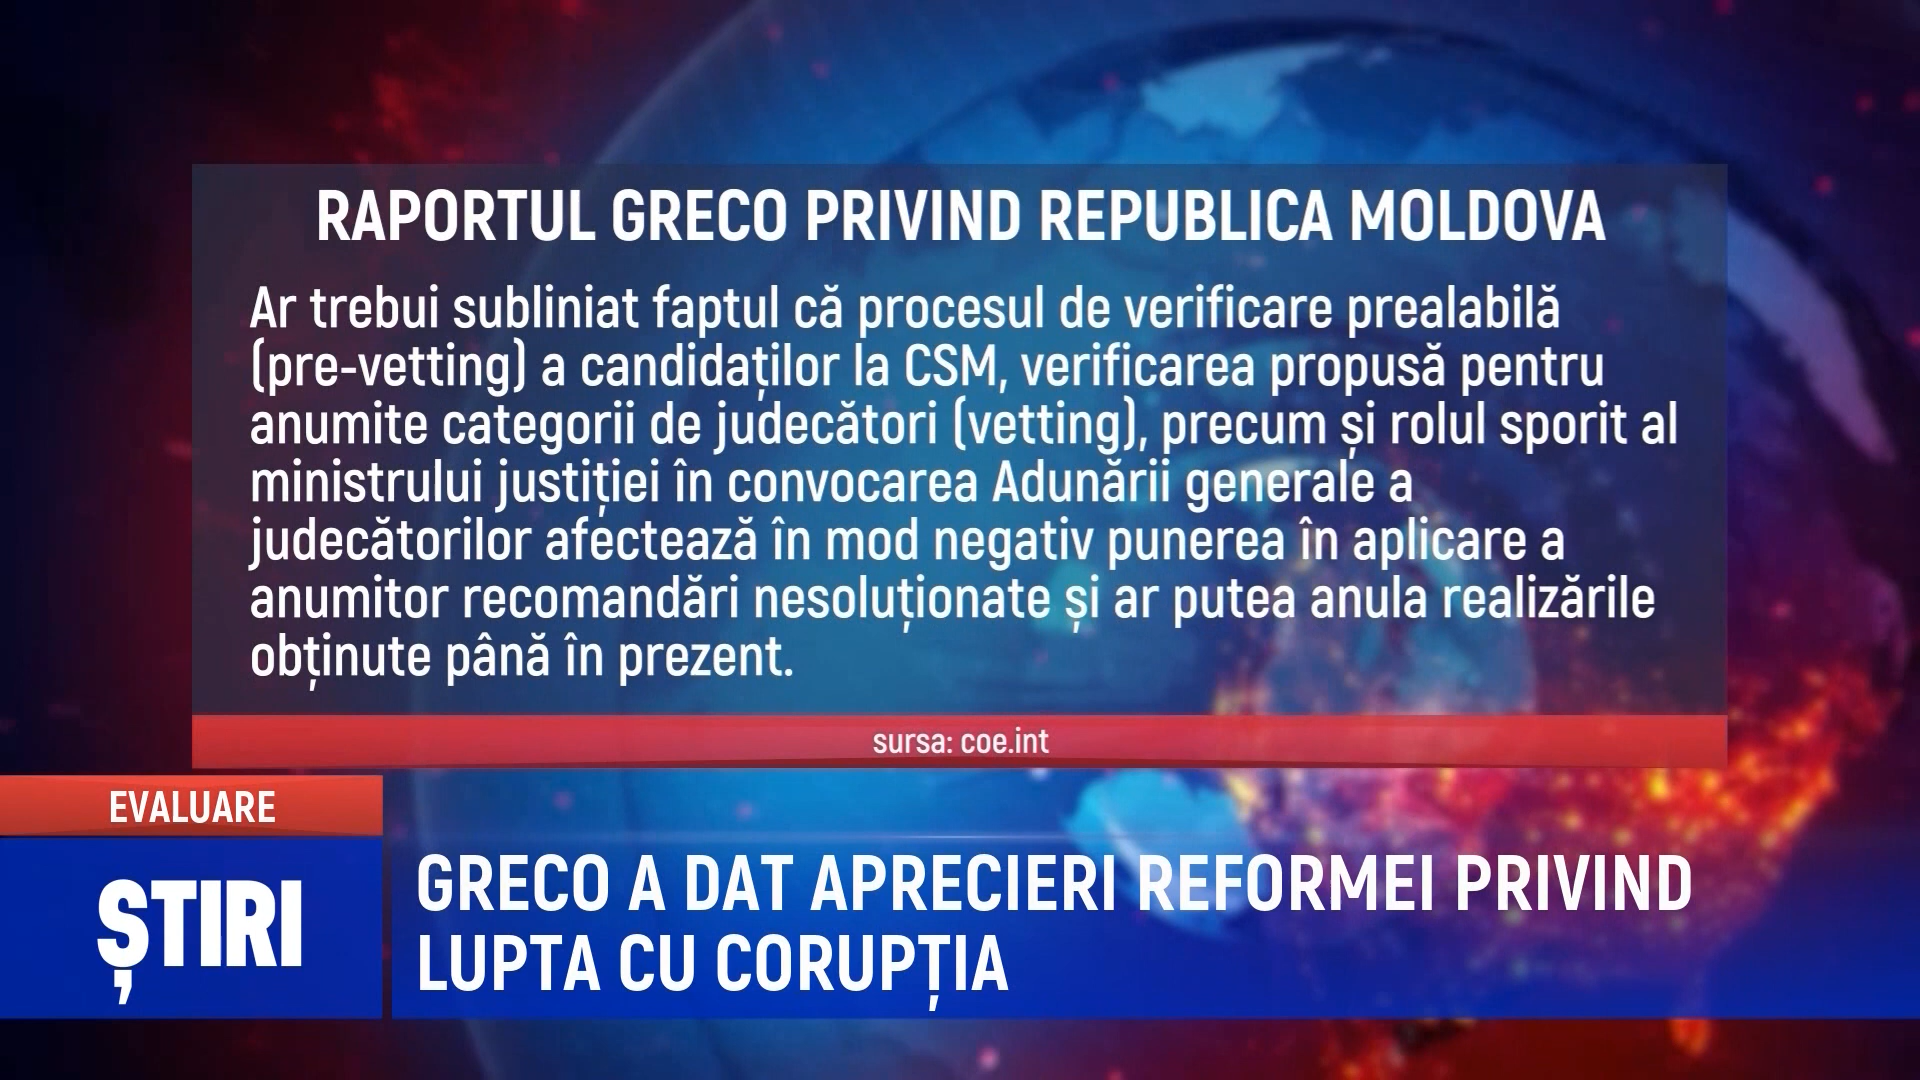 RAPORTUL GRECO PRIVIND REPUBLICA MOLDOVA
Ar trebui subliniat faptul că procesul de verificare prealabilă
(pre-vetting) a candidaților la CSM, verificarea propusă pentru
anumite categorii de judecători (vetting), precum și rolul sporit al
ministrului justiției în convocarea Adunării generale a
judecătorilor afectează în mod negativ punerea în aplicare a
anumitor recomandări nesoluționate și ar putea anula realizările
obținute până în prezent.
sursa: coe.int
EVALUARE
ȘTIRI
GRECO A DAT APRECIERI REFORMEI PRIVIND
LUPTA CU CORUPȚIA